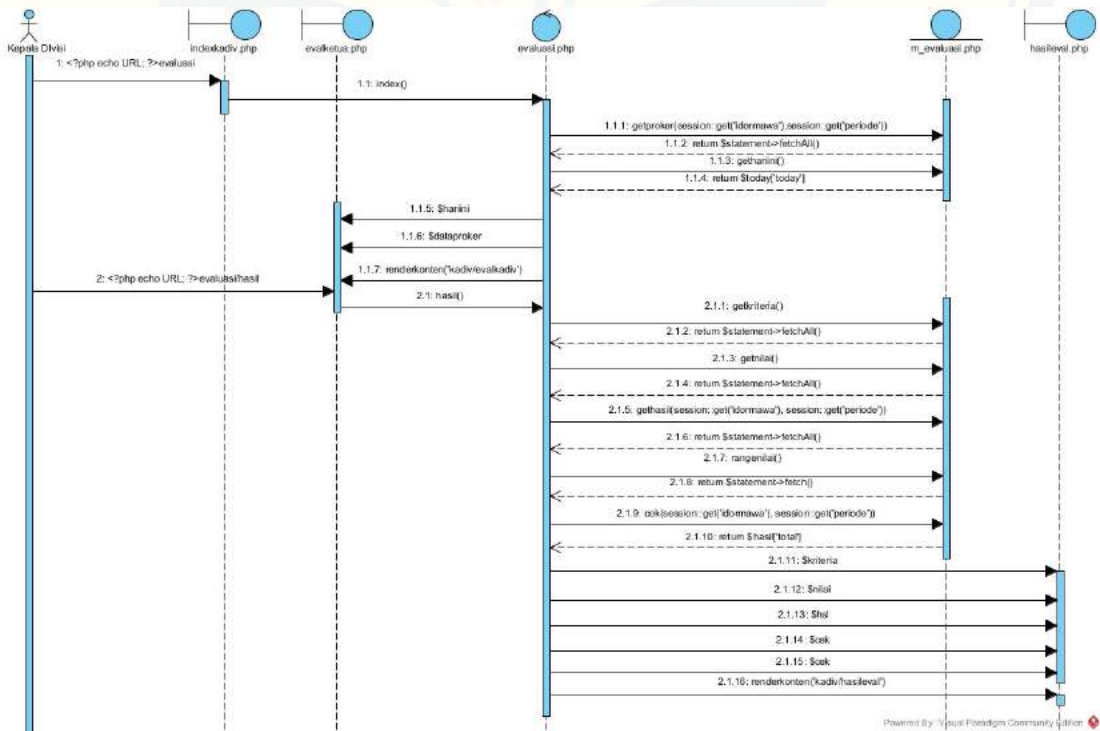 Kepala Divisi
indexkadiv.php
evalketua.php
evaluasi.php
m_evaluasi.php
hasileval.php
1: <?php echo URL; ?>evaluasi
1.1: index()
1.1.1: getproker(session::get('idormawa'),session::get('periode'))
1.1.2: return $statement->fetchAll()
1.1.3: gethariini()
1.1.4: return $today['today']
1.1.5: $hariini
1.1.6: $dataproker
1.1.7: renderkonten('kadiv/evalkadiv')
2: <?php echo URL; ?>evaluasi/hasil
2.1: hasil()
2.1.1: getkriteria()
2.1.2: return $statement->fetchAll()
2.1.3: getnilai()
2.1.4: return $statement->fetchAll()
2.1.5: gethasil(session::get('idormawa'), session::get('periode'))
2.1.6: return $statement->fetchAll()
2.1.7: rangenilai()
2.1.8: return $statement->fetch()
2.1.9: cek(session::get('idormawa'), session::get('periode'))
2.1.10: return $hasil['total']
2.1.11: $kriteria
2.1.12: $nilai
2.1.13: $hsl
2.1.14: $cek
2.1.15: $cek
2.1.16: renderkonten('kadiv/hasileval')
Powered By Visual Paradigm Community Edition